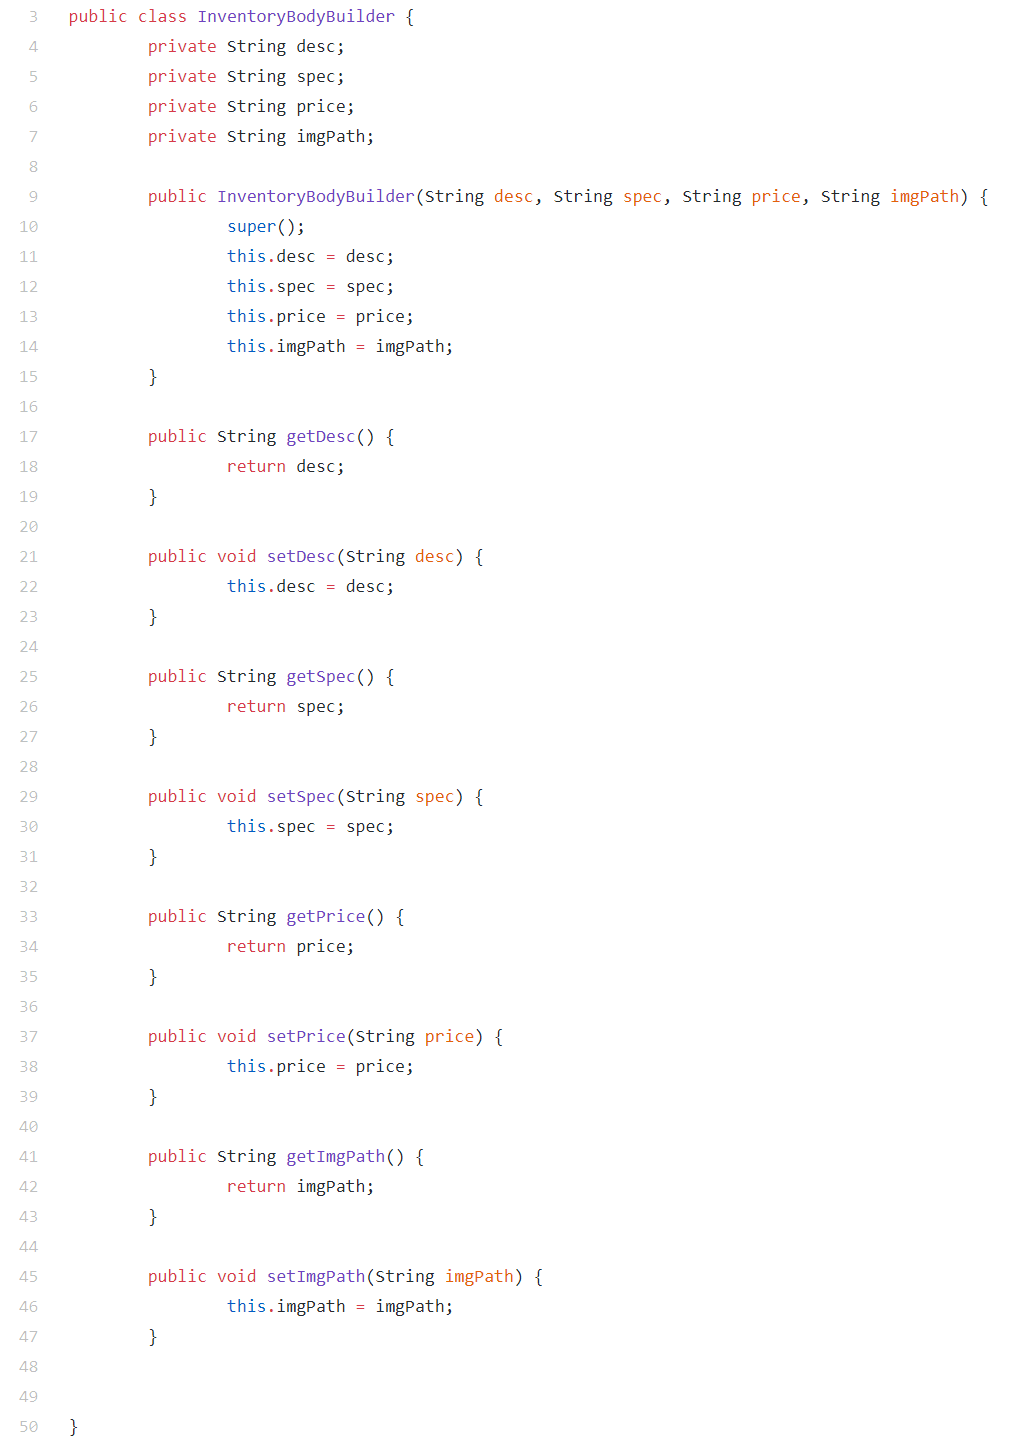 3 public class InventoryBodyBuilder {
4 private String desc;
5 private String spec;
6 private String price;
7 private String imgPath;
8
9 public InventoryBodyBuilder(String desc, String spec, String price, String imgPath) {
10 super();
11 this.desc = desc;
12 this.spec = spec;
13 this.price = price;
14 this.imgPath = imgPath;
15 }
16
17 public String getDesc() {
18 return desc;
19 }
20
21 public void setDesc(String desc) {
22 this.desc = desc;
23 }
24
25 public String getSpec() {
26 return spec;
27 }
28
29 public void setSpec(String spec) {
30 this.spec = spec;
31 }
32
33 public String getPrice() {
34 return price;
35 }
36
37 public void setPrice(String price) {
38 this.price = price;
39 }
40
41 public String getImgPath() {
42 return imgPath;
43 }
44
45 public void setImgPath(String imgPath) {
46 this.imgPath = imgPath;
47 }
48
49
50 }